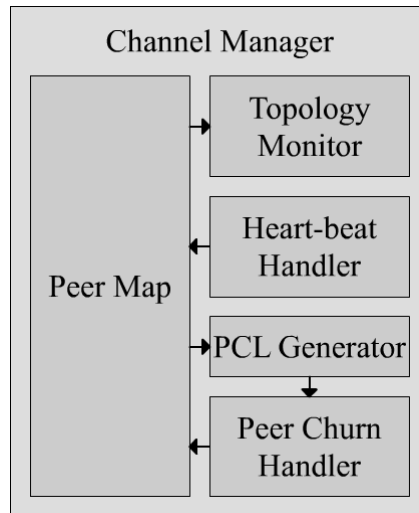 Channel Manager
Topology
Monitor
Heart-beat
Handler
Peer Map
PCL Generator
Peer Churn
Handler